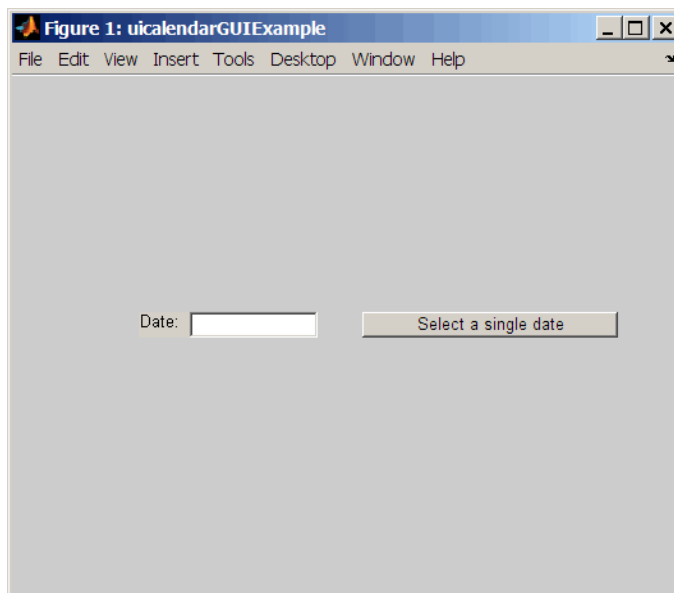 Figure 1: uicalendarGUIExample
File Edit View Insert Tools Desktop Window Help
Date: Select a single date